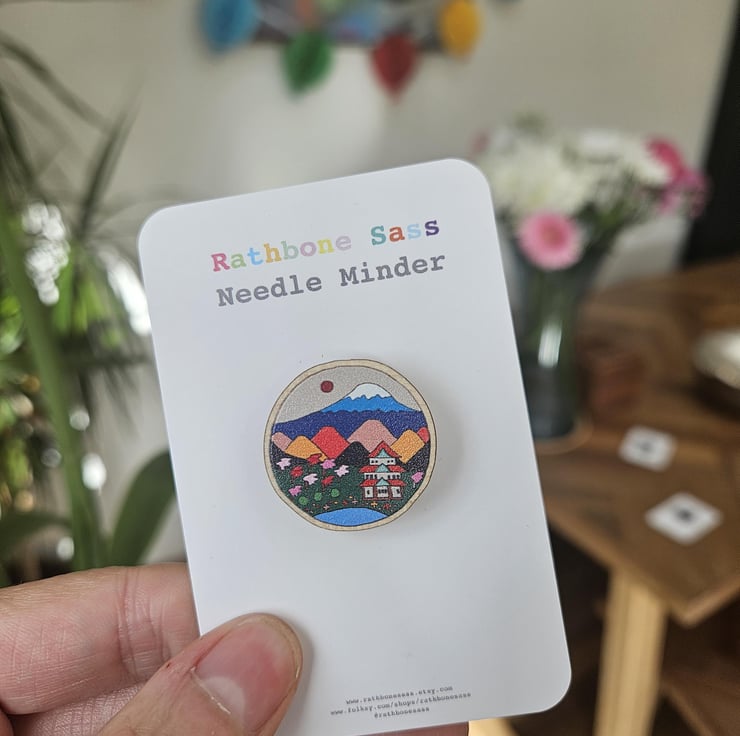 Rathbone Sass
Needle Minder
www.rathbonesass.etsy.com
www.folksy.com/shops/rathbonesass
@rathbonesass